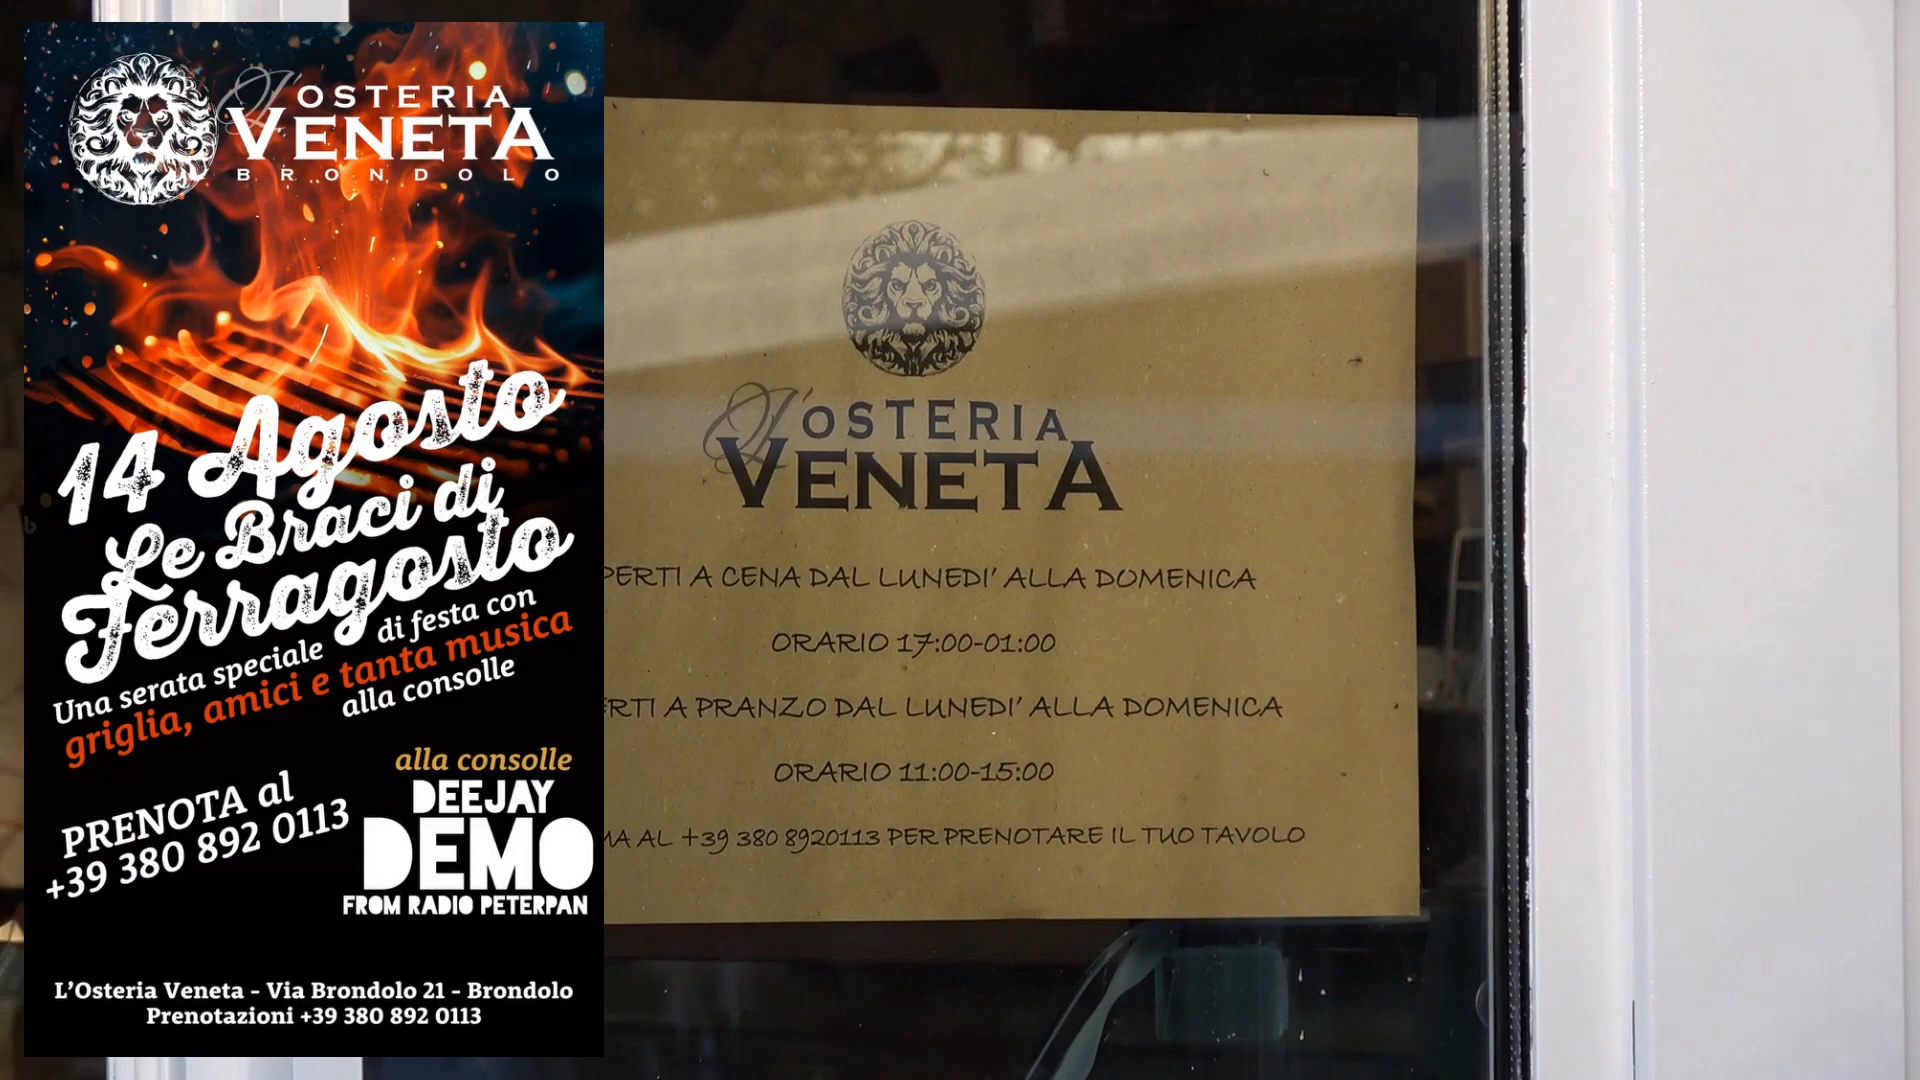 L'OSTERIA
VENETA
BRONDOLO
14 Agosto
Le Braci di
Ferragosto
Una serata speciale di festa con
griglia, amici e tanta musica
alla consolle
PRENOTA al
+39 380 892 0113
alla consolle
DEEJAY
DEMO
FROM RADIO PETERPAN
L'Osteria Veneta - Via Brondolo 21 - Brondolo
Prenotazioni +39 380 892 0113
L'OSTERIA
VENETA
A CENA DAL LUNEDI' ALLA DOMENICA
ORARIO 17:00-01:00
A PRANZO DAL LUNEDI' ALLA DOMENICA
ORARIO 11:00-15:00
AL +39 380 8920113 PER PRENOTARE IL TUO TAVOLO